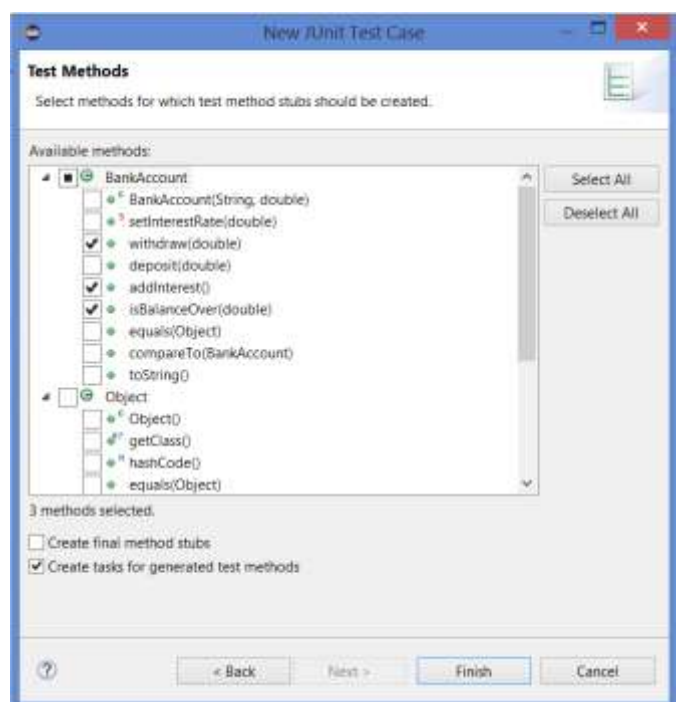 New JUnit Test Case
Test Methods
Select methods for which test method stubs should be created.
Available methods:
BankAccount
BankAccount(String, double)
setInterestRate(double)
withdraw(double)
deposit(double)
addInterest()
isBalanceOver(double)
equals(Object)
compareTo(BankAccount)
toString()
Object
Object()
getClass()
hashCode()
equals(Object)
Select All
Deselect All
3 methods selected.
Create final method stubs
Create tasks for generated test methods
?
< Back
Next >
Finish
Cancel